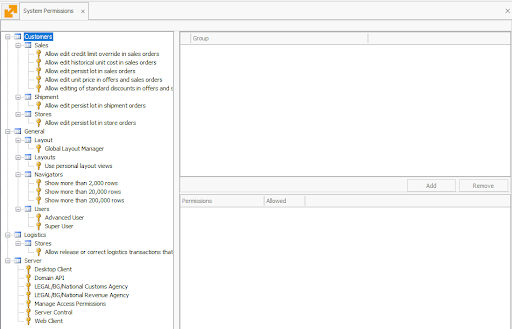 System Permissions
Customers
Sales
Allow edit credit limit override in sales orders
Allow edit historical unit cost in sales orders
Allow edit persist lot in sales orders
Allow edit unit price in offers and sales orders
Allow editing of standard discounts in offers and s
Shipment
Allow edit persist lot in shipment orders
Stores
Allow edit persist lot in store orders
General
Layout
Global Layout Manager
Layouts
Use personal layout views
Navigators
Show more than 2,000 rows
Show more than 20,000 rows
Show more than 200,000 rows
Users
Advanced User
Super User
Logistics
Stores
Allow release or correct logistics transactions that
Server
Desktop Client
Domain API
LEGAL/BG/National Customs Agency
LEGAL/BG/National Revenue Agency
Manage Access Permissions
Server Control
Web Client
Group
Add Remove
Permissions Allowed